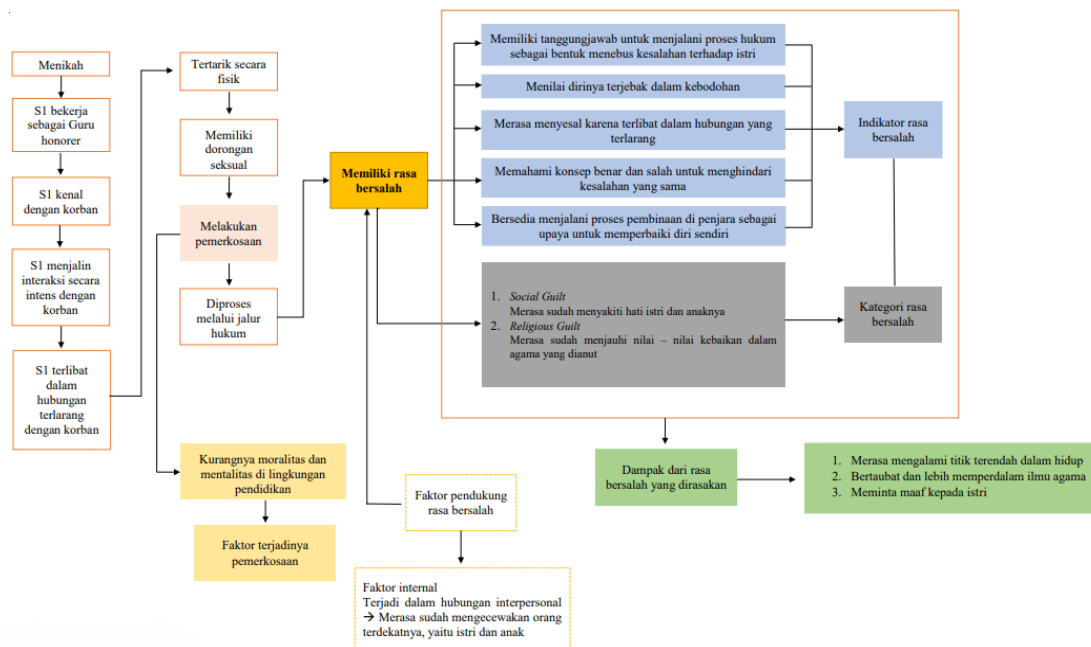 Menikah
S1 bekerja
sebagai Guru
honorer
S1 kenal
dengan korban
S1 menjalin
interaksi secara
intens dengan
korban
S1 terlibat
dalam
hubungan
terlarang
dengan korban
Tertarik secara
fisik
Memiliki
dorongan
seksual
Melakukan
pemerkosaan
Diproses
melalui jalur
hukum
Kurangnya moralitas dan
mentalitas di lingkungan
pendidikan
Faktor terjadinya
pemerkosaan
Memiliki rasa
bersalah
Faktor pendukung
rasa bersalah
Faktor internal
Terjadi dalam hubungan interpersonal
→ Merasa sudah mengecewakan orang
terdekatnya, yaitu istri dan anak
Memiliki tanggungjawab untuk menjalani proses hukum
sebagai bentuk menebus kesalahan terhadap istri
Menilai dirinya terjebak dalam kebodohan
Merasa menyesal karena terlibat dalam hubungan yang
terlarang
Memahami konsep benar dan salah untuk menghindari
kesalahan yang sama
Bersedia menjalani proses pembinaan di penjara sebagai
upaya untuk memperbaiki diri sendiri
1. Social Guilt
Merasa sudah menyakiti hati istri dan anaknya
2. Religious Guilt
Merasa sudah menjauhi nilai – nilai kebaikan dalam
agama yang dianut
Indikator rasa
bersalah
Kategori rasa
bersalah
Dampak dari rasa
bersalah yang dirasakan
1. Merasa mengalami titik terendah dalam hidup
2. Bertaubat dan lebih memperdalam ilmu agama
3. Meminta maaf kepada istri